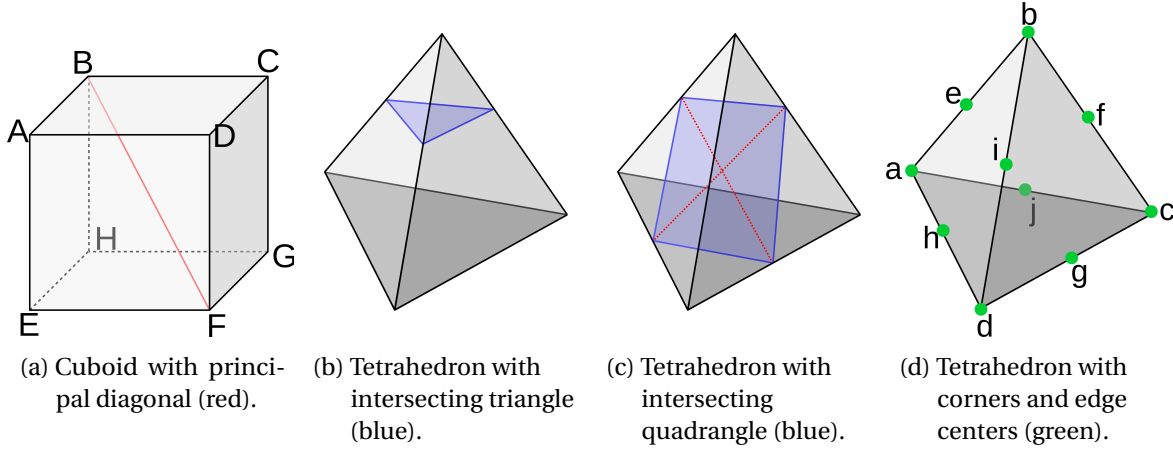 B
C
A
D
H
G
E
F
b
e
f
i
a
j
c
h
g
d
(a) Cuboid with princi-
pal diagonal (red).
(b) Tetrahedron with
intersecting triangle
(blue).
(c) Tetrahedron with
intersecting
quadrangle (blue).
(d) Tetrahedron with
corners and edge
centers (green).